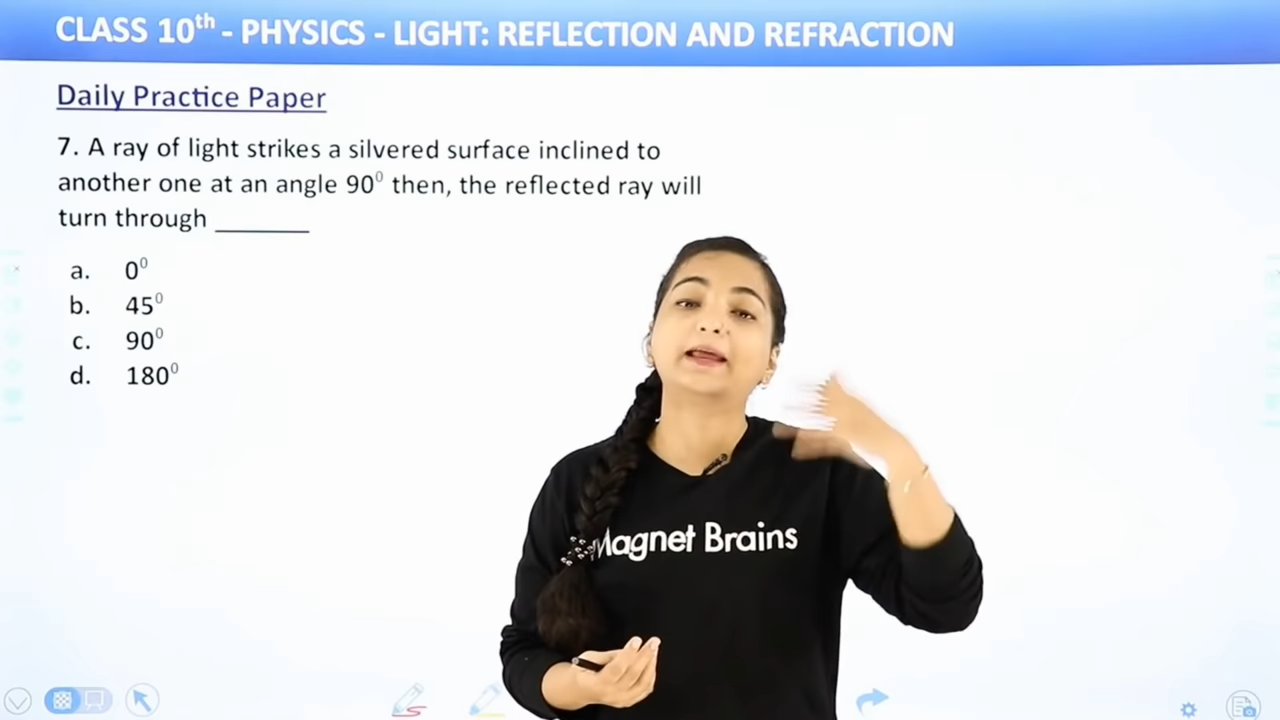 CLASS 10th - PHYSICS - LIGHT: REFLECTION AND REFRACTION
Daily Practice Paper
7. A ray of light strikes a silvered surface inclined to
another one at an angle 90⁰ then, the reflected ray will
turn through _______
a. 0⁰
b. 45⁰
c. 90⁰
d. 180⁰
Magnet Brains